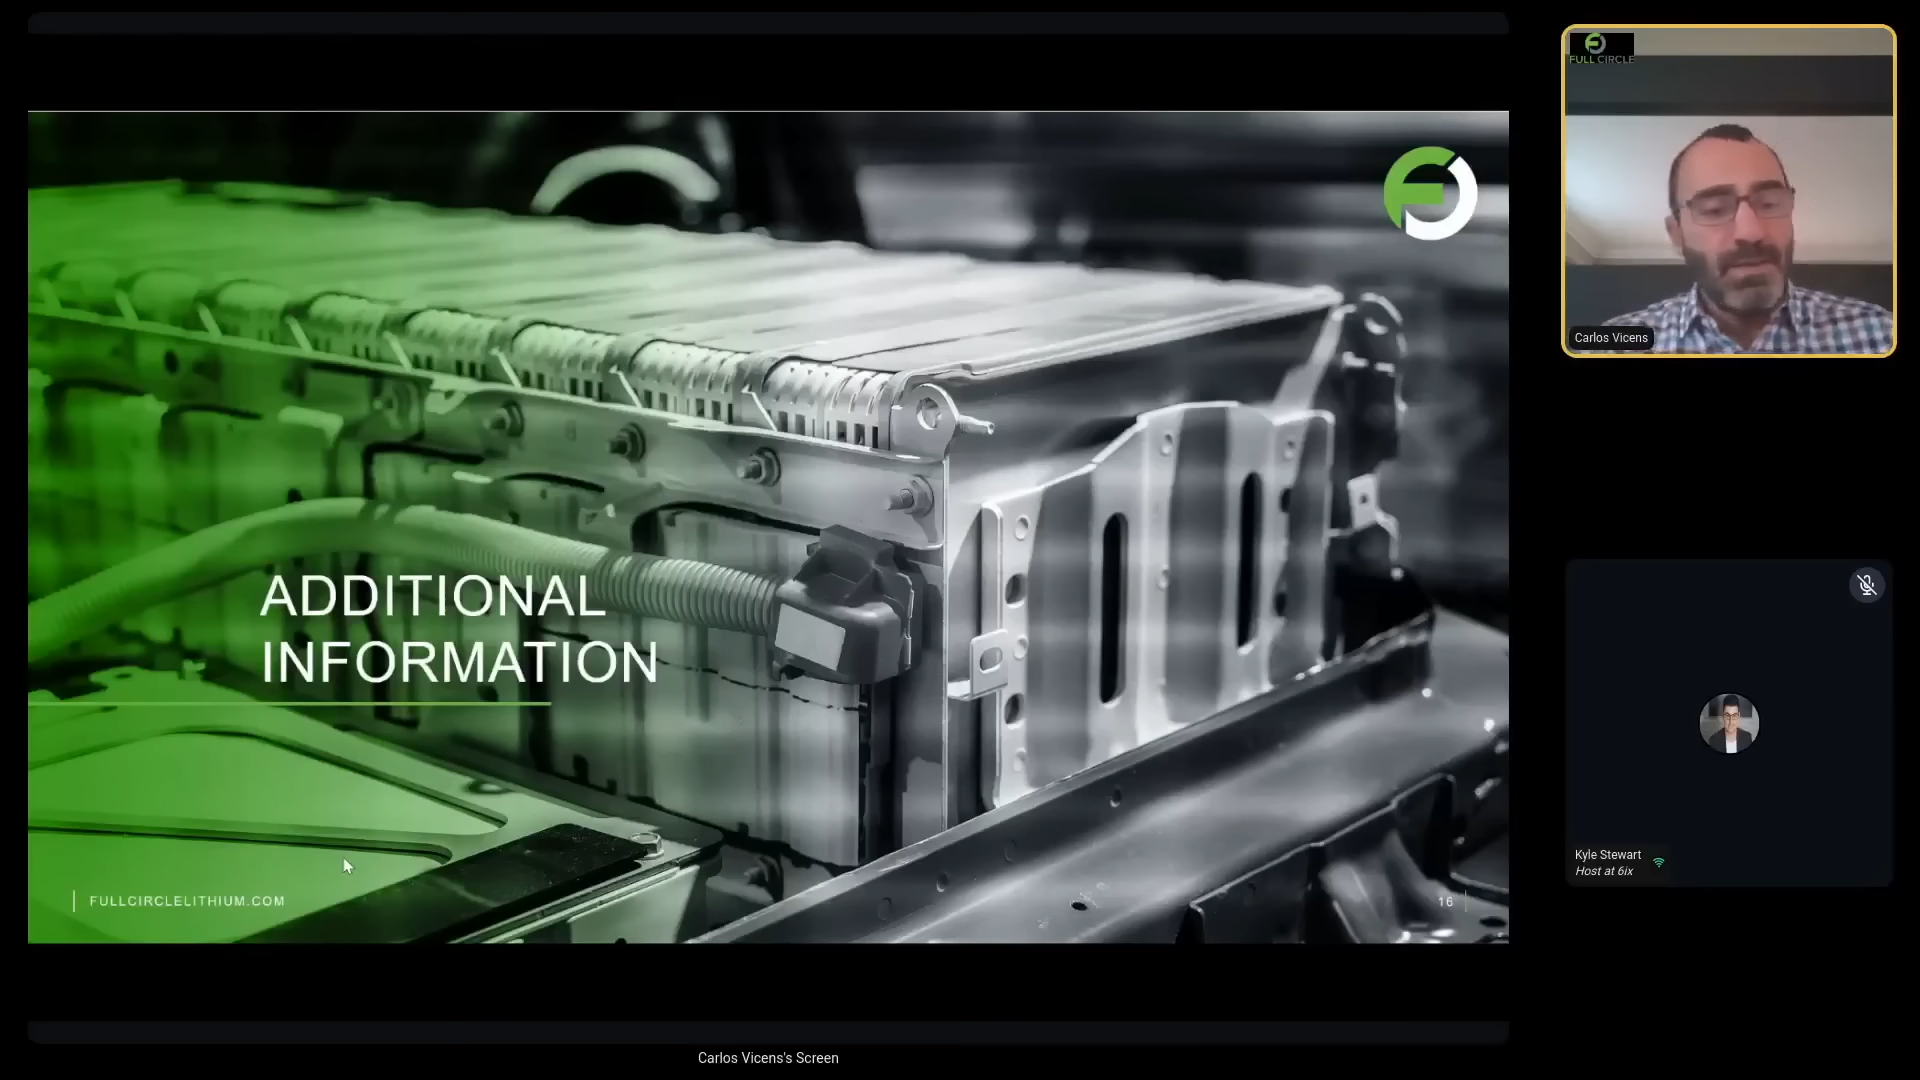 ADDITIONAL
INFORMATION
FULLCIRCLELITHIUM.COM
16
Carlos Vicens's Screen
FULL CIRCLE
Carlos Vicens
Kyle Stewart
Host at 6ix